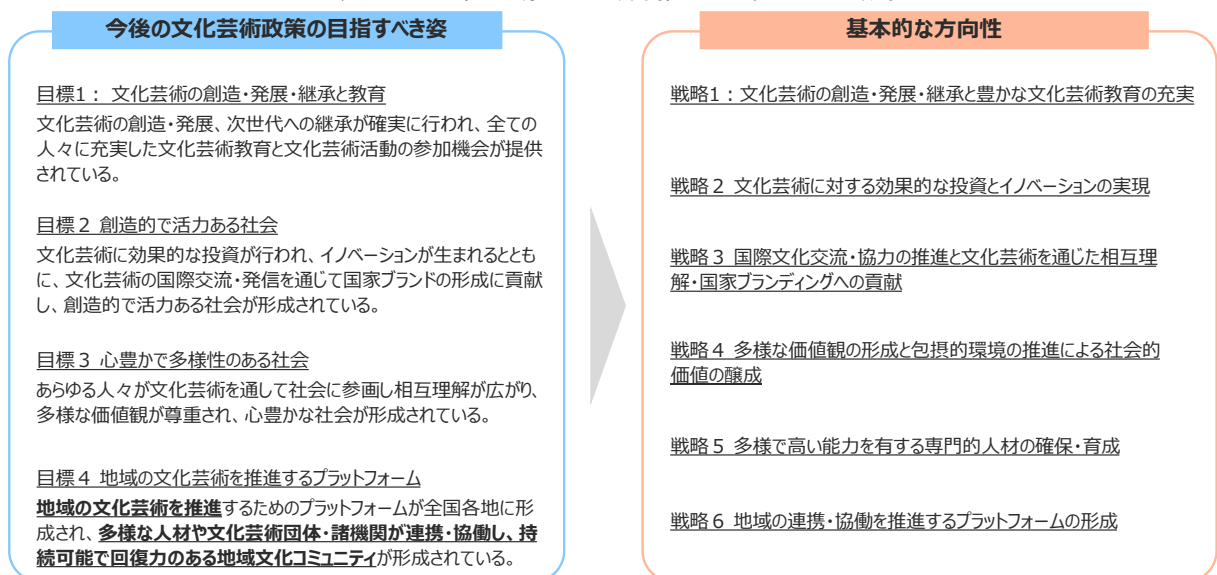 今後の文化芸術政策の目指すべき姿
目標1： 文化芸術の創造・発展・継承と教育
文化芸術の創造・発展、次世代への継承が確実に行われ、全ての
人々に充実した文化芸術教育と文化芸術活動の参加機会が提供
されている。
目標２ 創造的で活力ある社会
文化芸術に効果的な投資が行われ、イノベーションが生まれるととも
に、文化芸術の国際交流・発信を通じて国家ブランドの形成に貢献
し、創造的で活力ある社会が形成されている。
目標３ 心豊かで多様性のある社会
あらゆる人々が文化芸術を通して社会に参画し相互理解が広がり、
多様な価値観が尊重され、心豊かな社会が形成されている。
目標４ 地域の文化芸術を推進するプラットフォーム
地域の文化芸術を推進するためのプラットフォームが全国各地に形
成され、多様な人材や文化芸術団体・諸機関が連携・協働し、持
続可能で回復力のある地域文化コミュニティが形成されている。
基本的な方向性
戦略1：文化芸術の創造・発展・継承と豊かな文化芸術教育の充実
戦略２ 文化芸術に対する効果的な投資とイノベーションの実現
戦略３ 国際文化交流・協力の推進と文化芸術を通じた相互理
解・国家ブランディングへの貢献
戦略４ 多様な価値観の形成と包摂的環境の推進による社会的
価値の醸成
戦略５ 多様で高い能力を有する専門的人材の確保・育成
戦略６ 地域の連携・協働を推進するプラットフォームの形成